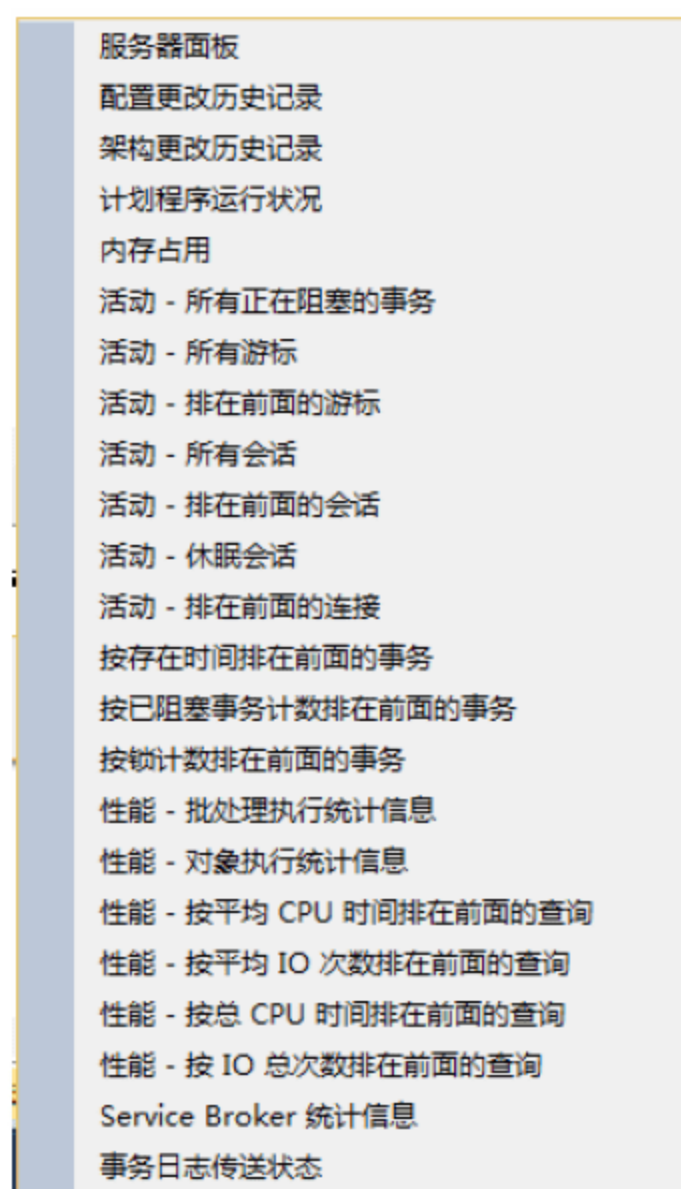 服务器面板
配置更改历史记录
架构更改历史记录
计划程序运行状况
内存占用
活动 - 所有正在阻塞的事务
活动 - 所有游标
活动 - 排在前面的游标
活动 - 所有会话
活动 - 排在前面的会话
活动 - 休眠会话
活动 - 排在前面的连接
按存在时间排在前面的事务
按已阻塞事务计数排在前面的事务
按锁计数排在前面的事务
性能 - 批处理执行统计信息
性能 - 对象执行统计信息
性能 - 按平均 CPU 时间排在前面的查询
性能 - 按平均 IO 次数排在前面的查询
性能 - 按总 CPU 时间排在前面的查询
性能 - 按 IO 总次数排在前面的查询
Service Broker 统计信息
事务日志传送状态